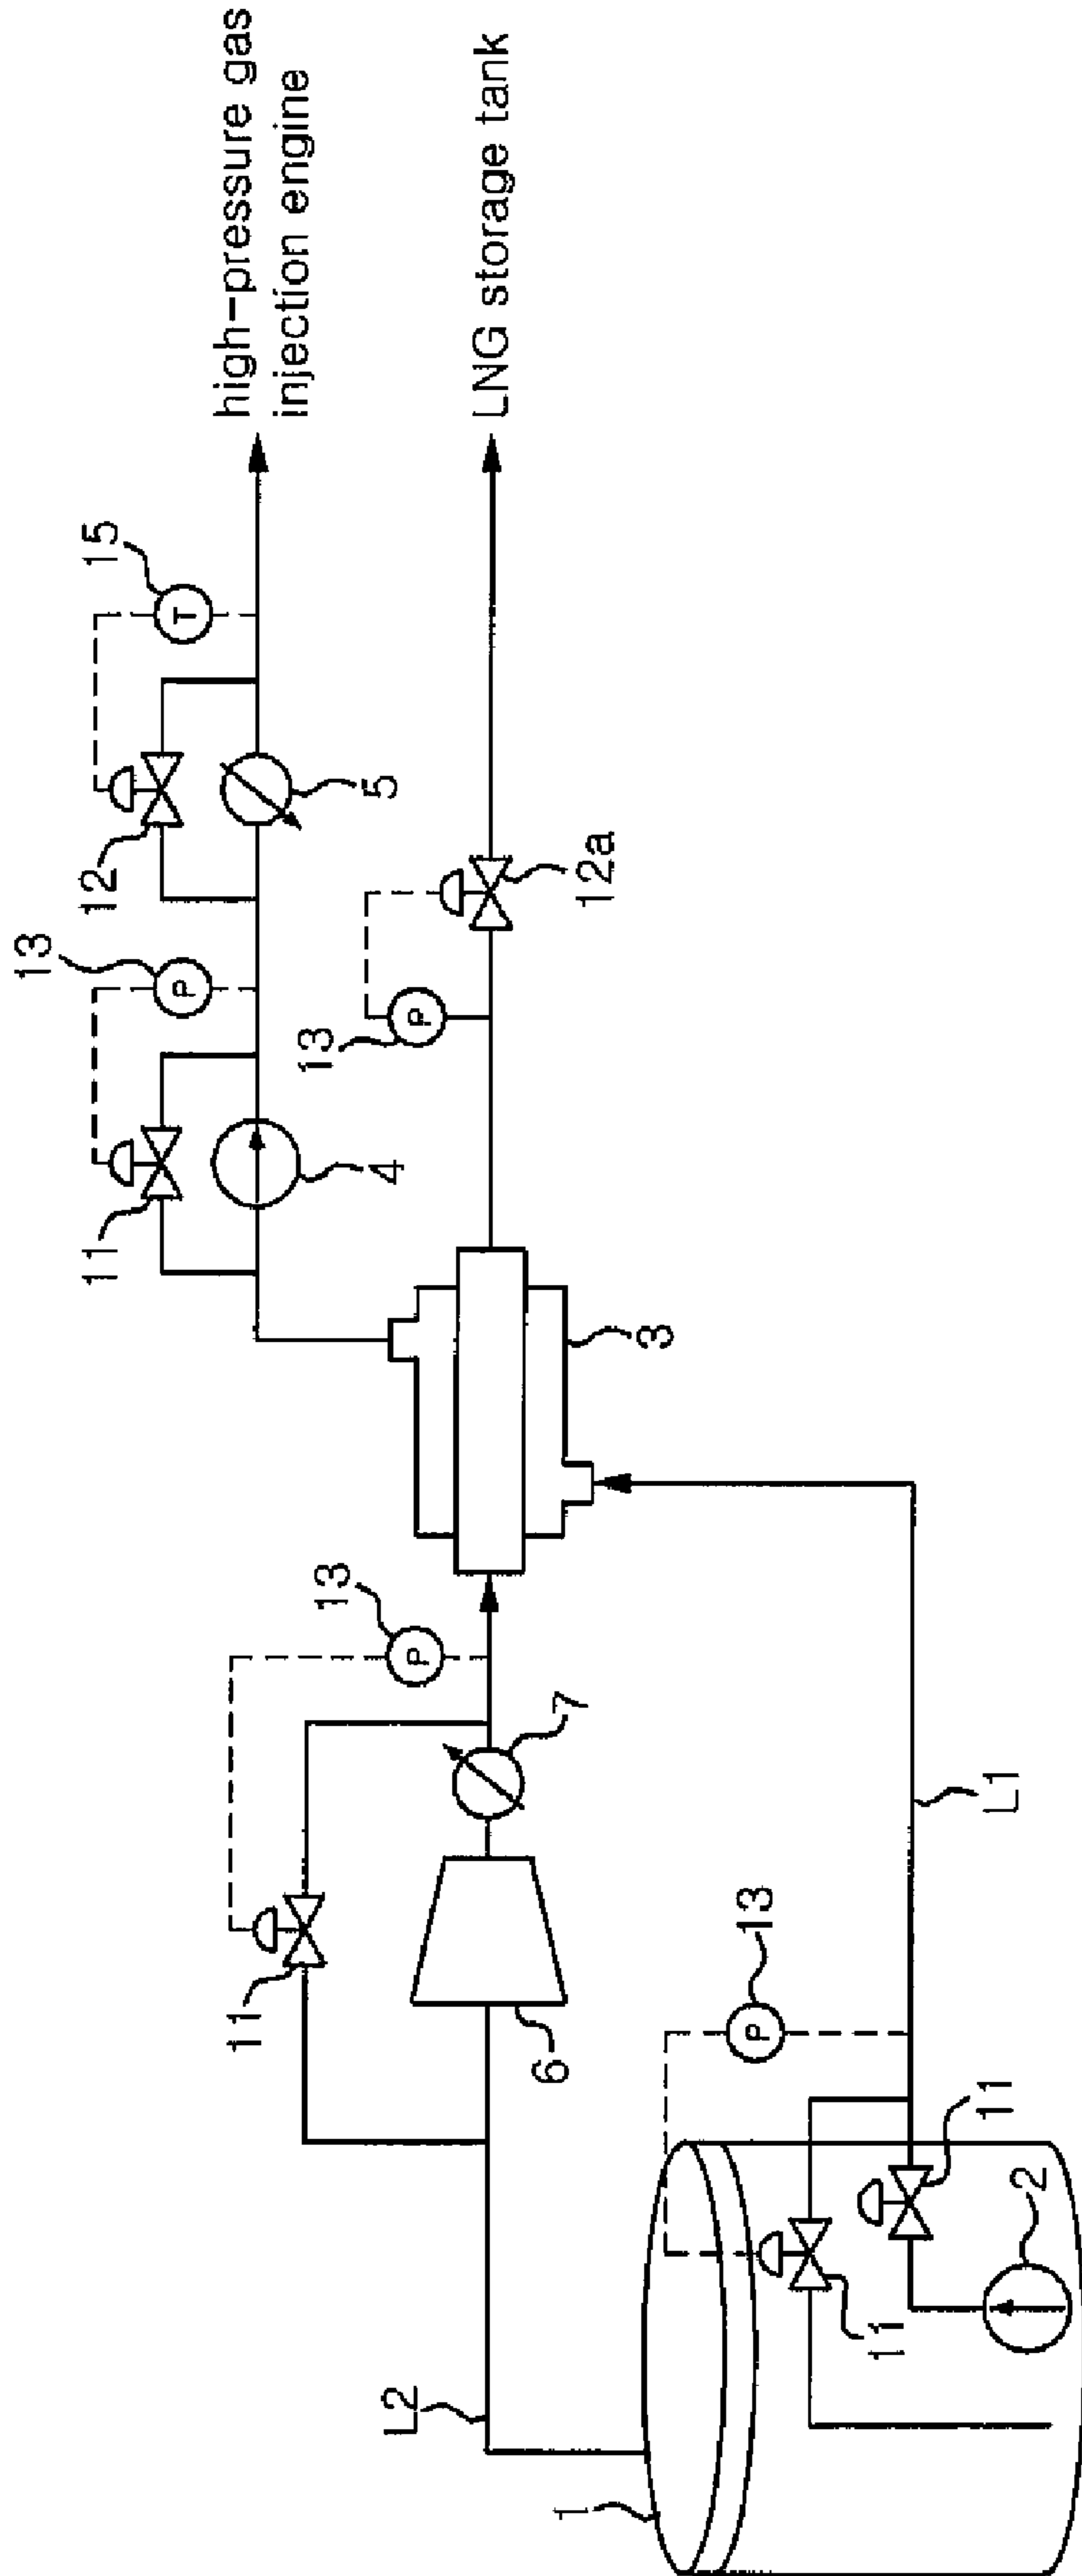 13
11
12
15
high-pressure gas
injection engine
11
13
4
5
L2
13
LNG storage tank
12a
6
7
1
3
13
11
11
L1
2